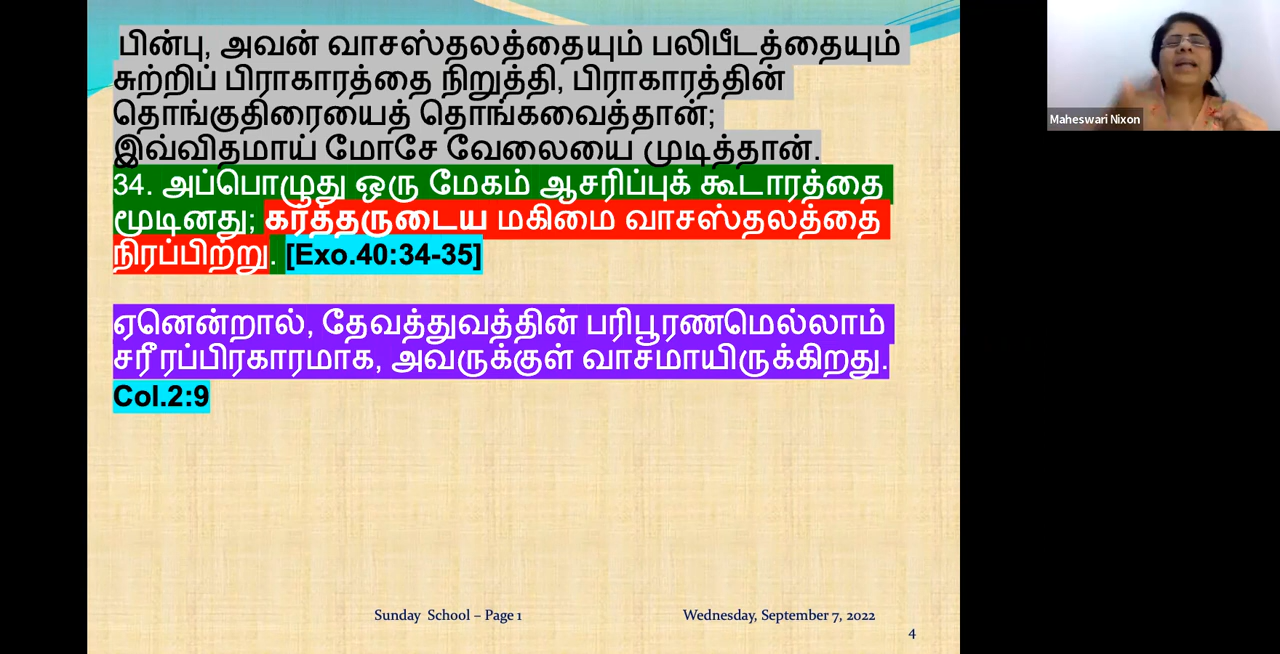 பின்பு, அவன் வாசஸ்தலத்தையும் பலிபீடத்தையும்
சுற்றிப் பிராகாரத்தை நிறுத்தி, பிராகாரத்தின்
தொங்குதிரையைத் தொங்கவைத்தான்;
இவ்விதமாய் மோசே வேலையை முடித்தான்.
34. அப்பொழுது ஒரு மேகம் ஆசரிப்புக் கூடாரத்தை
மூடினது; கர்த்தருடைய மகிமை வாசஸ்தலத்தை
நிரப்பிற்று. [Exo.40:34-35]
ஏனென்றால், தேவத்துவத்தின் பரிபூரணமெல்லாம்
சரீரப்பிரகாரமாக, அவருக்குள் வாசமாயிருக்கிறது.
Col.2:9
Sunday School – Page 1 Wednesday, September 7, 2022
4
Maheswari Nixon